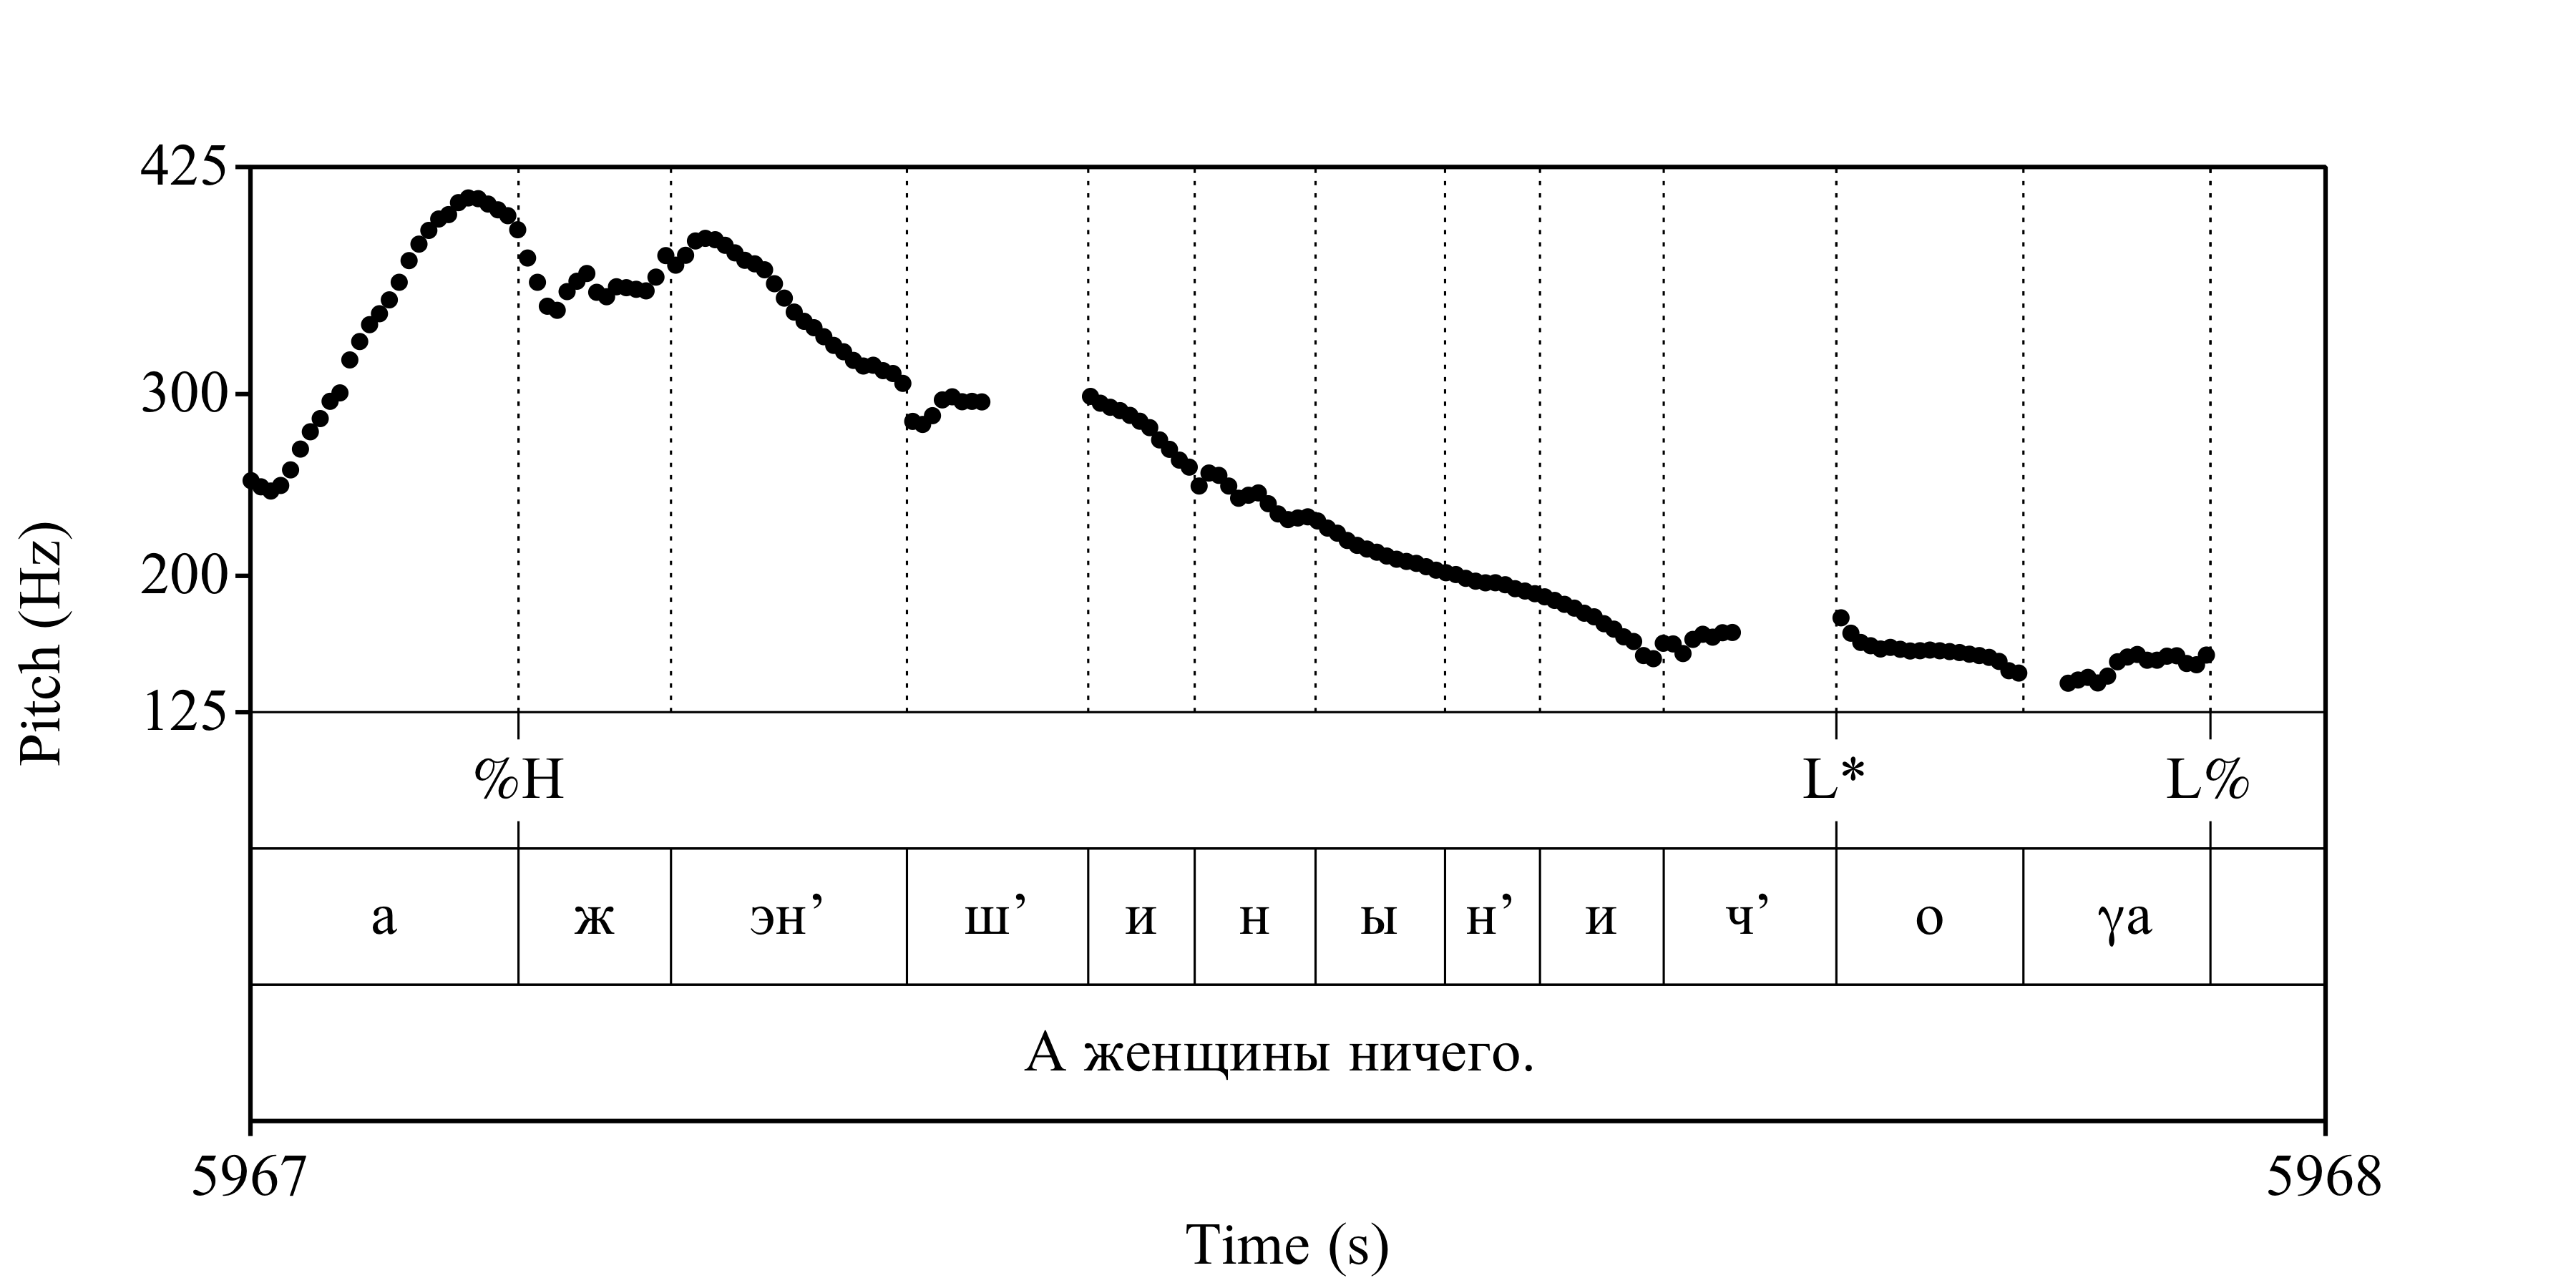 425
300
200
125
Pitch (Hz)
%H L* L%
а ж эн’ ш’ и н ы н’ и ч’ о γа
А женщины ничего.
5967 5968
Time (s)